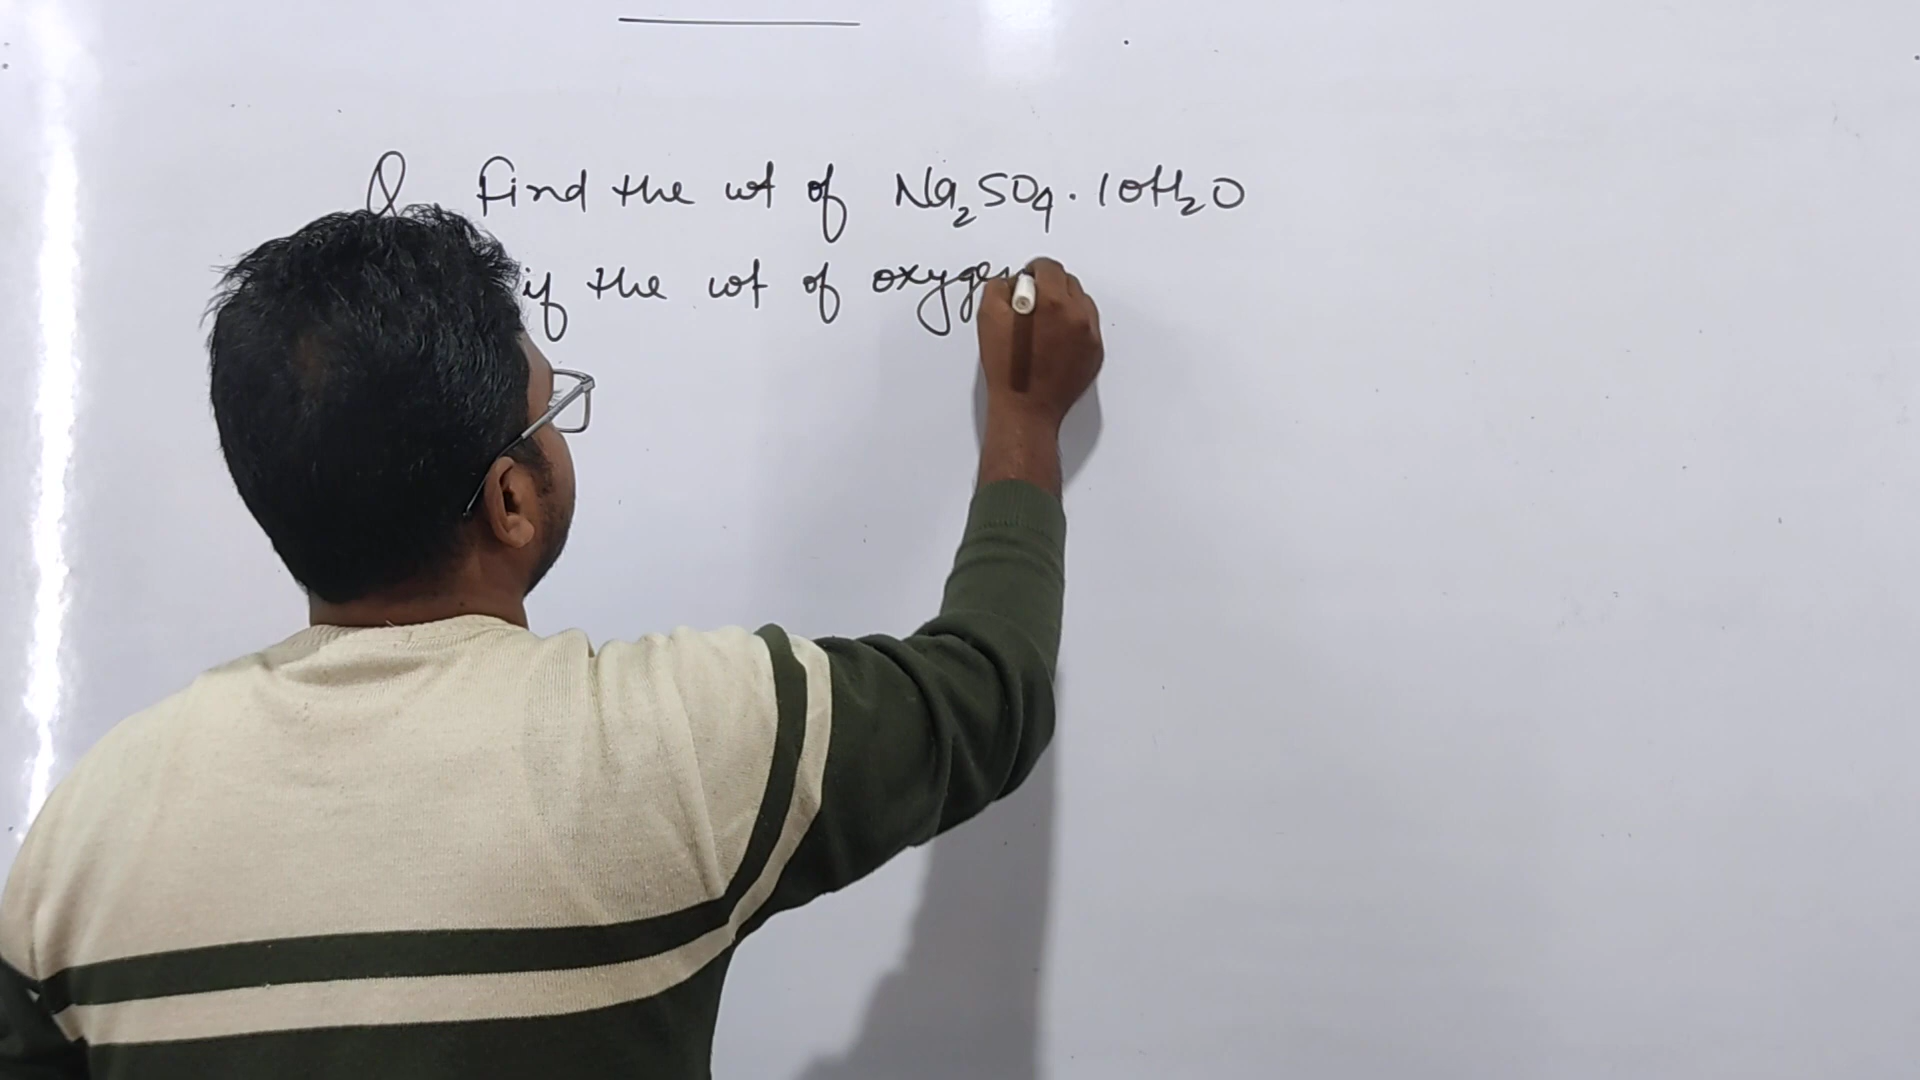 Q Find the wt of Na₂SO₄·10H₂O
if the wt of oxygen